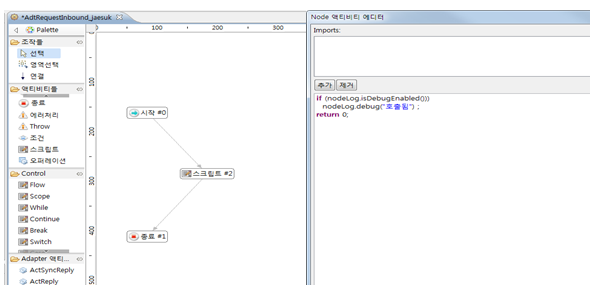 *AdtRequestInbound_jaesuk
Palette
조작툴
선택
영역선택
연결
액티비티툴
종료
에러처리
Throw
조건
스크립트
오퍼레이션
Control
Flow
Scope
While
Continue
Break
Switch
Adapter 액티...
ActSyncReply
ActReply
0 100 200 300
0
100
200
300
400
500
시작 #0
스크립트 #2
종료 #1
Node 액티비티 에디터
Imports:
추가 제거
if (nodeLog.isDebugEnabled())
nodeLog.debug("호출됨") ;
return 0;